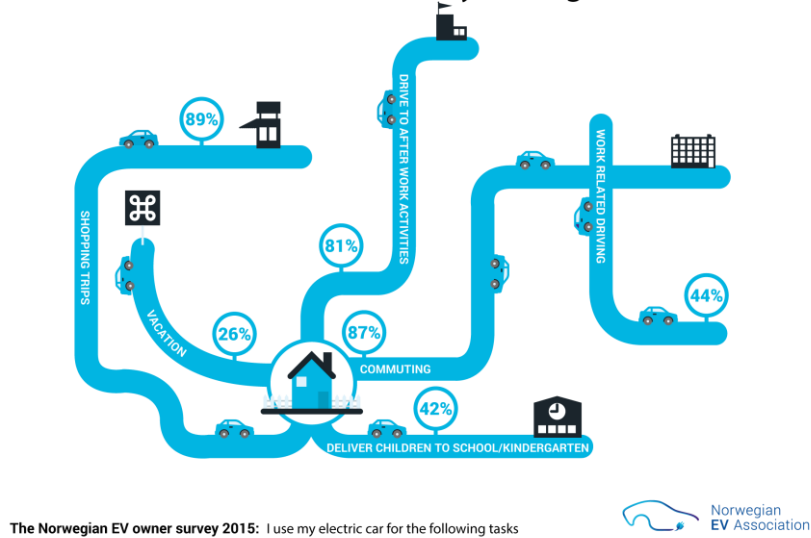 89%
DRIVE TO AFTER WORK ACTIVITIES
WORK RELATED DRIVING
SHOPPING TRIPS
81%
VACATION
26%
87%
44%
COMMUTING
42%
DELIVER CHILDREN TO SCHOOL/KINDERGARTEN
The Norwegian EV owner survey 2015: I use my electric car for the following tasks
Norwegian
EV Association